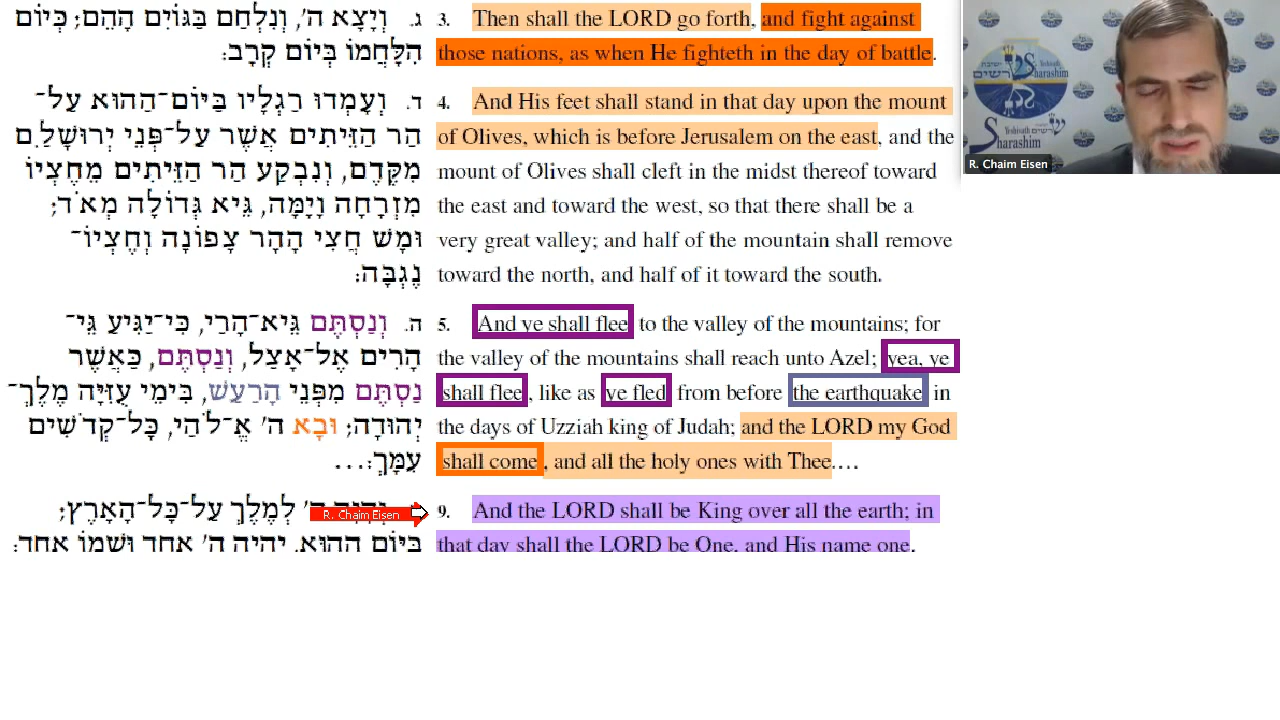 ג. וְיָצָא ה', וְנִלְחַם בַּגּוֹיִם הָהֵם; כְּיוֹם
הִלָּחֲמוֹ בְּיוֹם קְרָב:
ד. וְעָמְדוּ רַגְלָיו בַּיּוֹם־הַהוּא עַל־
הַר הַזֵּיתִים אֲשֶׁר עַל־פְּנֵי יְרוּשָׁלִַם
מִקֶּדֶם, וְנִבְקַע הַר הַזֵּיתִים מֵחֶצְיוֹ
מִזְרָחָה וָיָמָּה, גֵּיא גְּדוֹלָה מְאֹד;
וּמָשׁ חֲצִי הָהָר צָפוֹנָה וְחֶצְיוֹ־
נֶגְבָּה:
ה. וְנַסְתֶּם גֵּיא־הָרַי, כִּי־יַגִּיעַ גֵּי־
הָרִים אֶל־אָצַל, וְנַסְתֶּם, כַּאֲשֶׁר
נַסְתֶּם מִפְּנֵי הָרַעַשׁ, בִּימֵי עֻזִּיָּה מֶלֶךְ־
יְהוּדָה; וּבָא ה' אֱ־לֹהַי, כָּל־קְדֹשִׁים
עִמָּךְ:...
ה' לְמֶלֶךְ עַל־כָּל־הָאָרֶץ;
בַּיּוֹם הַהוּא, יִהְיֶה ה' אֶחָד וּשְׁמוֹ אֶחָד:
3. Then shall the LORD go forth, and fight against
those nations, as when He fighteth in the day of battle.
4. And His feet shall stand in that day upon the mount
of Olives, which is before Jerusalem on the east, and the
mount of Olives shall cleft in the midst thereof toward
the east and toward the west, so that there shall be a
very great valley; and half of the mountain shall remove
toward the north, and half of it toward the south.
5. And ye shall flee to the valley of the mountains; for
the valley of the mountains shall reach unto Azel; yea, ye
shall flee, like as ye fled from before the earthquake in
the days of Uzziah king of Judah; and the LORD my God
shall come, and all the holy ones with Thee....
9. And the LORD shall be King over all the earth; in
that day shall the LORD be One, and His name one.
R. Chaim Eisen
ישיבת
שרשים
Yeshivath
Sharashim
Yeshivath שרשים
Sharashim
R. Chaim Eisen